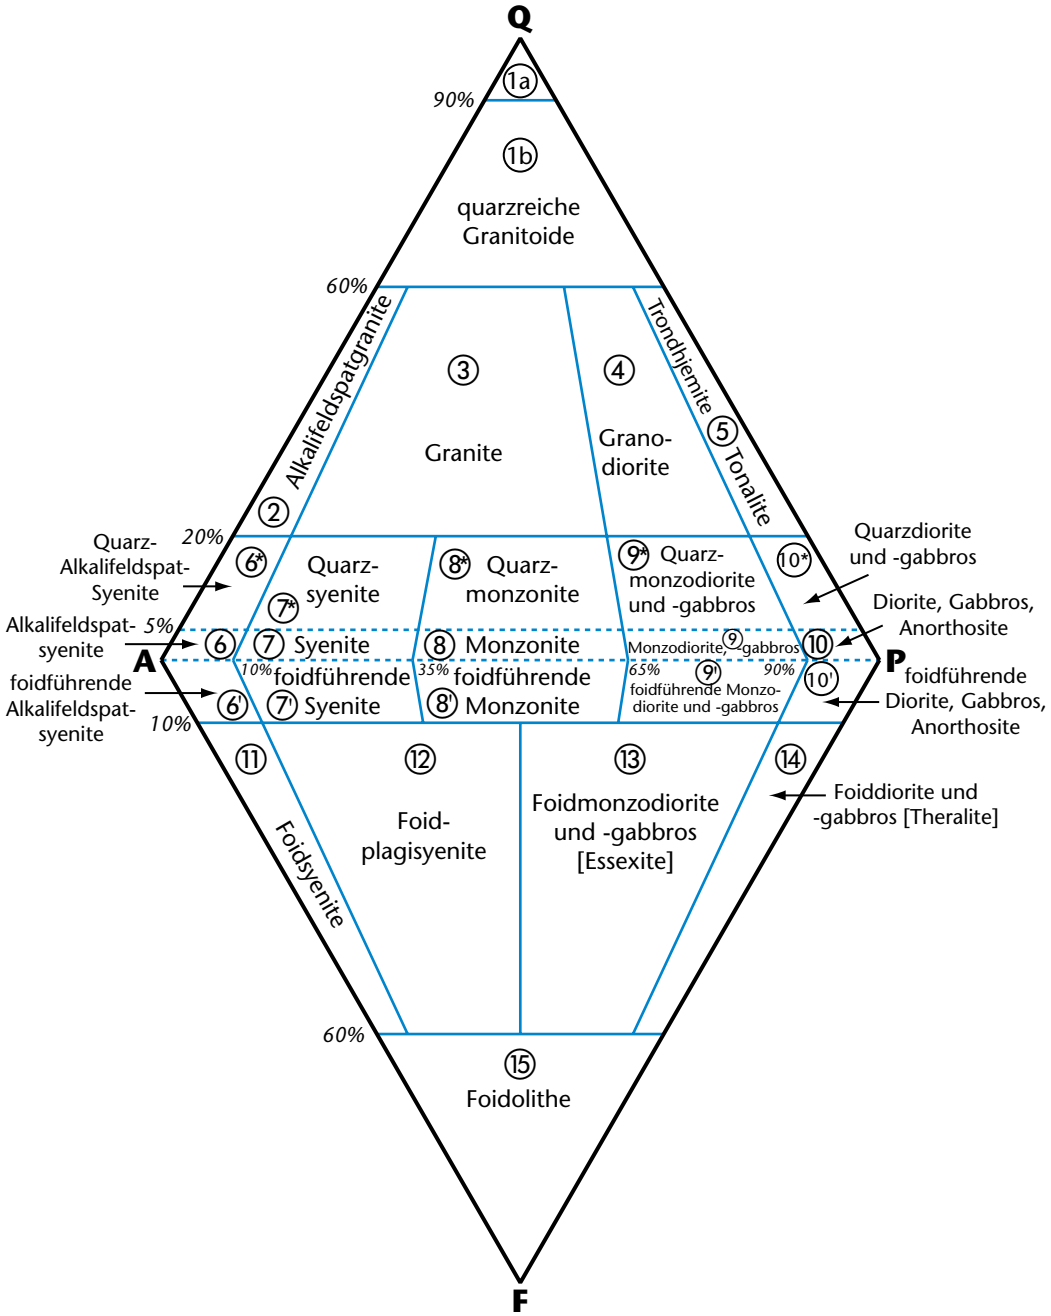 Q
1a
90%
1b
quarzreiche
Granitoide
60%
Alkalifeldspatgranite
Trondhjemite
3
4
5
Tonalite
Granite
Grano-
diorite
2
20%
Quarz-
Alkalifeldspat-
Syenite
6*
Quarz-
syenite
7*
8*
Quarz-
monzonite
9*
Quarz-
monzodiorite
und -gabbros
10*
Quarzdiorite
und -gabbros
Diorite, Gabbros,
Anorthosite
5%
Alkalifeldspat-
syenite
6
7
Syenite
8
Monzonite
9
Monzodiorite, -gabbros
10
A
P
10%
35%
65%
90%
foidführende
Alkalifeldspat-
syenite
6'
foidführende
7'
Syenite
foidführende
8'
Monzonite
9'
foidführende Monzo-
diorite und -gabbros
10'
foidführende
Diorite, Gabbros,
Anorthosite
10%
11
12
13
14
Foidsyenite
Foid-
plagisyenite
Foidmonzodiorite
und -gabbros
[Essexite]
Foiddiorite und
-gabbros [Theralite]
60%
15
Foidolithe
F